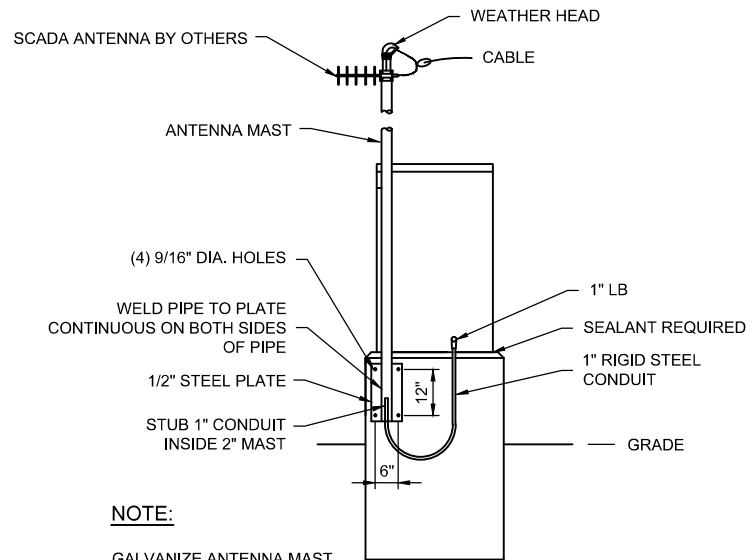 WEATHER HEAD
SCADA ANTENNA BY OTHERS
CABLE
ANTENNA MAST
(4) 9/16" DIA. HOLES
1" LB
WELD PIPE TO PLATE
CONTINUOUS ON BOTH SIDES
OF PIPE
SEALANT REQUIRED
1" RIGID STEEL
CONDUIT
1/2" STEEL PLATE
12"
STUB 1" CONDUIT
INSIDE 2" MAST
GRADE
6"
NOTE:
GALVANIZE ANTENNA MAST